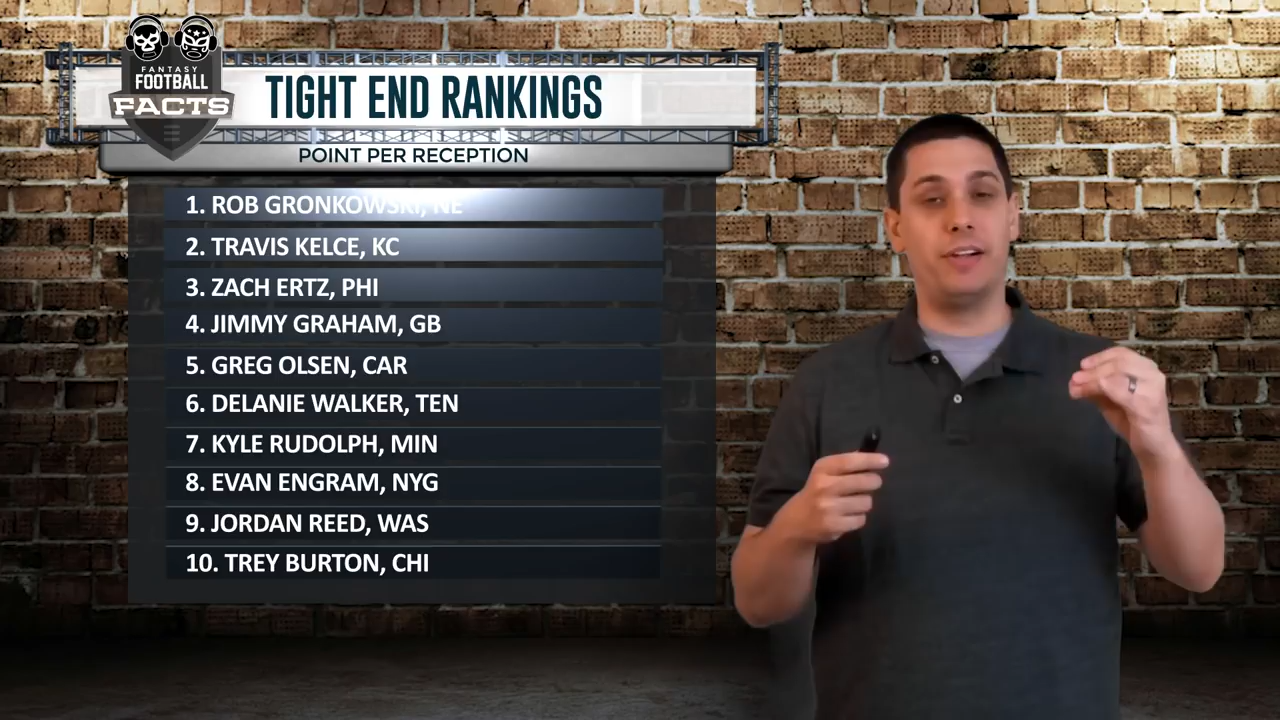 FANTASY
FOOTBALL
FACTS
TIGHT END RANKINGS
POINT PER RECEPTION
1. ROB GRONKOWSKI, NE
2. TRAVIS KELCE, KC
3. ZACH ERTZ, PHI
4. JIMMY GRAHAM, GB
5. GREG OLSEN, CAR
6. DELANIE WALKER, TEN
7. KYLE RUDOLPH, MIN
8. EVAN ENGRAM, NYG
9. JORDAN REED, WAS
10. TREY BURTON, CHI